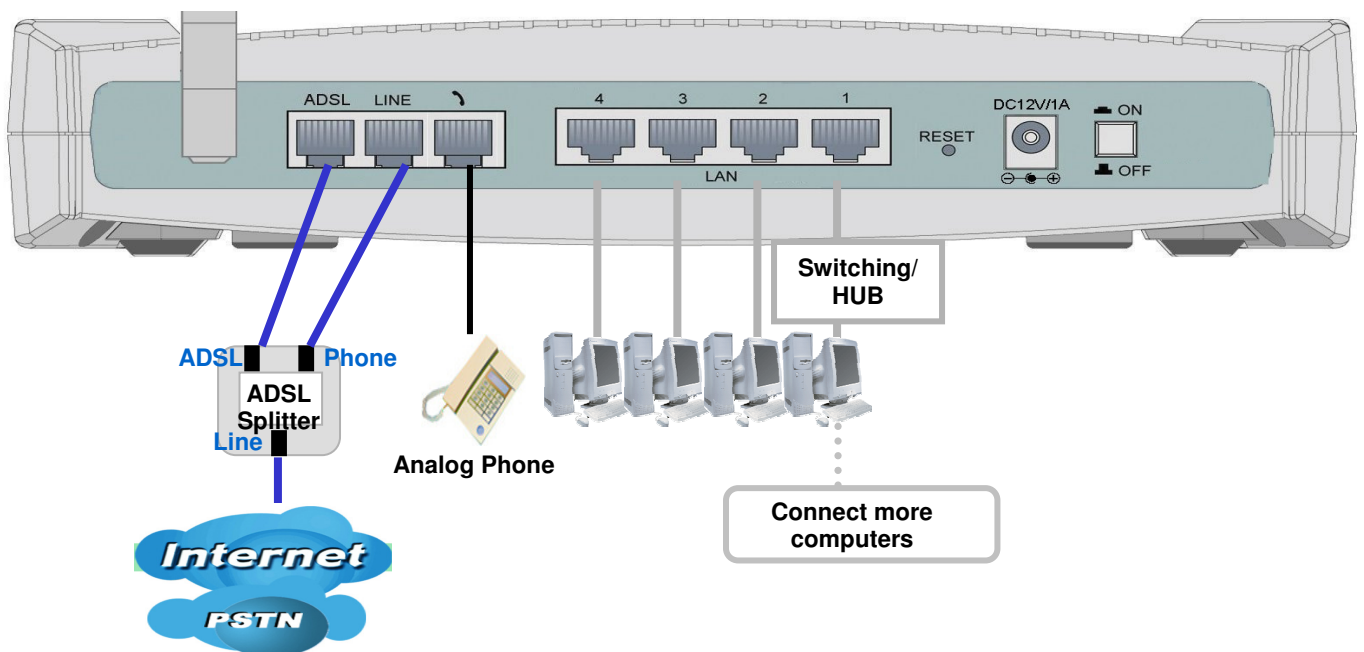 ADSL LINE
4 3 2 1
LAN
RESET
DC12V/1A
ON
OFF
Switching/
HUB
ADSL
Phone
ADSL
Splitter
Line
Analog Phone
Connect more
computers
Internet
PSTN